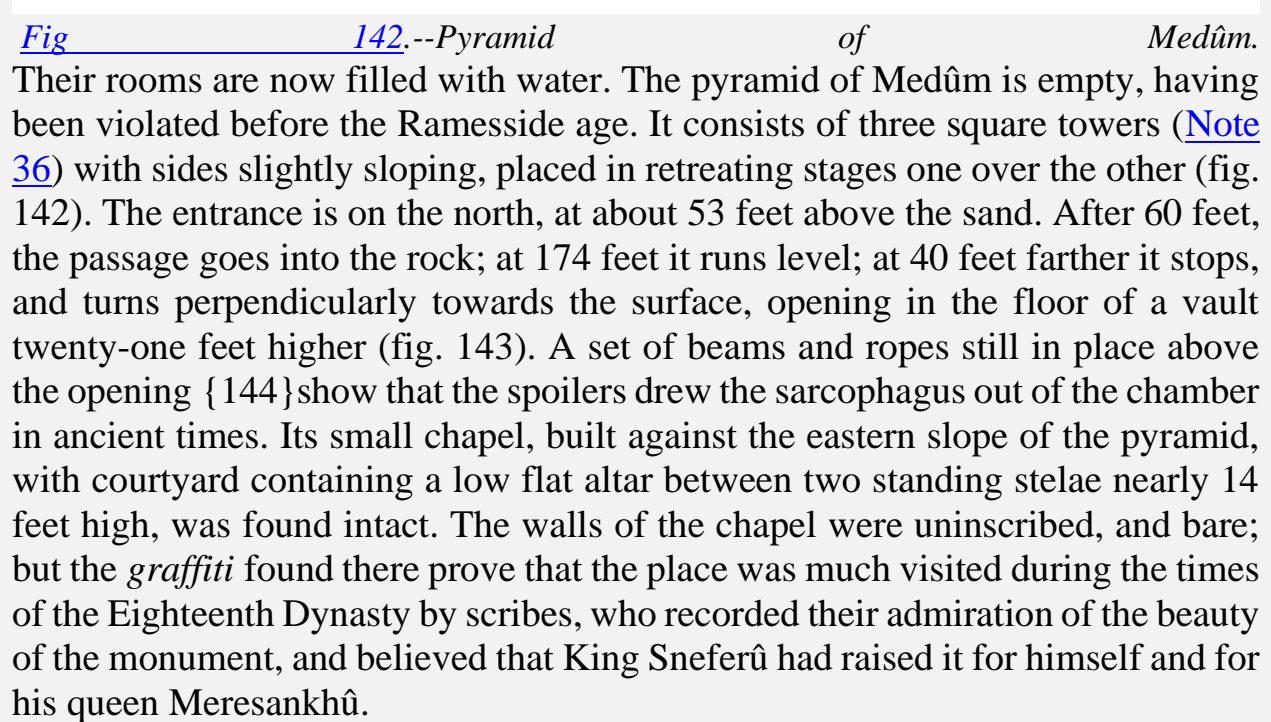 Fig 142.--Pyramid of Medûm.
Their rooms are now filled with water. The pyramid of Medûm is empty, having
been violated before the Ramesside age. It consists of three square towers (Note
36) with sides slightly sloping, placed in retreating stages one over the other (fig.
142). The entrance is on the north, at about 53 feet above the sand. After 60 feet,
the passage goes into the rock; at 174 feet it runs level; at 40 feet farther it stops,
and turns perpendicularly towards the surface, opening in the floor of a vault
twenty-one feet higher (fig. 143). A set of beams and ropes still in place above
the opening {144}show that the spoilers drew the sarcophagus out of the chamber
in ancient times. Its small chapel, built against the eastern slope of the pyramid,
with courtyard containing a low flat altar between two standing stelae nearly 14
feet high, was found intact. The walls of the chapel were uninscribed, and bare;
but the graffiti found there prove that the place was much visited during the times
of the Eighteenth Dynasty by scribes, who recorded their admiration of the beauty
of the monument, and believed that King Sneferû had raised it for himself and for
his queen Meresankhû.